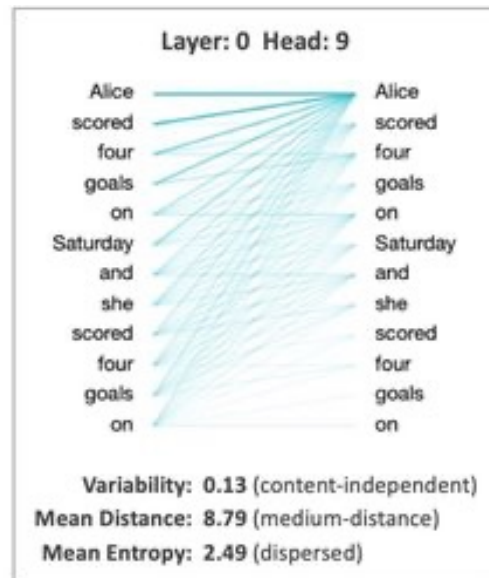 Layer: 0 Head: 9
Alice Alice
scored scored
four four
goals goals
on on
Saturday Saturday
and and
she she
scored scored
four four
goals goals
on on
Variability: 0.13 (content-independent)
Mean Distance: 8.79 (medium-distance)
Mean Entropy: 2.49 (dispersed)